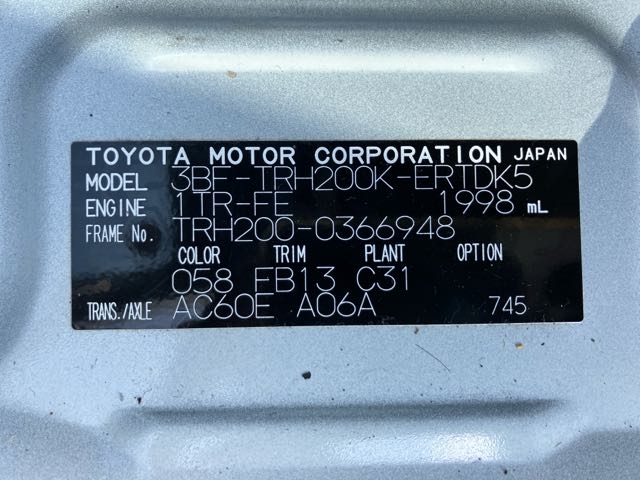 TOYOTA MOTOR CORPORATION JAPAN
MODEL 3BF-TRH200K-ERTDK5
ENGINE 1TR-FE 1998 mL
FRAME No. TRH200-0366948
COLOR TRIM PLANT OPTION
058 FB13 C31
TRANS./AXLE AC60E A06A 745